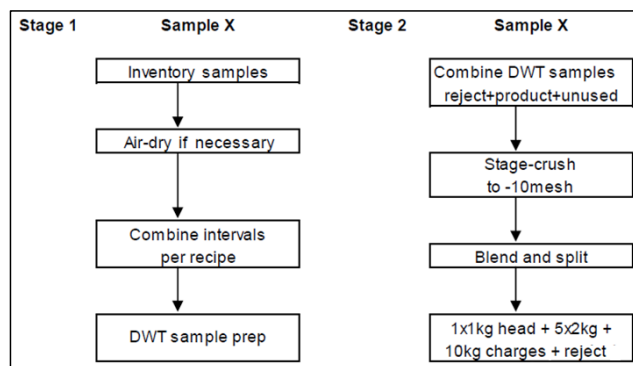 Stage 1
Sample X
Inventory samples
Air-dry if necessary
Combine intervals
per recipe
DWT sample prep
Stage 2
Sample X
Combine DWT samples
reject+product+unused
Stage-crush
to -10mesh
Blend and split
1x1kg head + 5x2kg +
10kg charges + reject